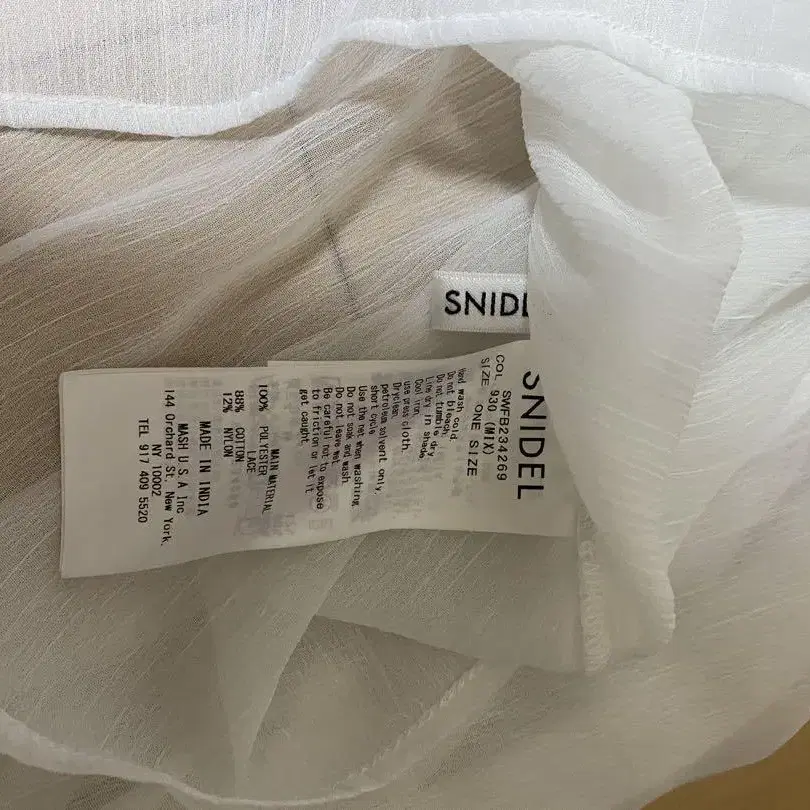 SNIDEL
SNIDEL
SWFB234269
COL 930 (MIX)
SIZE ONE SIZE
Hand wash cold.
Do not bleach.
Do not tumble dry
Line dry in shade.
Cool iron.
use press cloth.
Dryclean
petroleum solvent only.
short cycle
Use the net when washing.
Do not soak and wash.
Do not leave wet.
Be careful not to expose
to friction or let it
get caught.
MAIN MATERIAL
100% POLYESTER
LACE
88% COTTON
12% NYLON
MADE IN INDIA
MASH U S.A Inc
144 Orchard St. New York.
NY 10002
TEL 917 409 5520